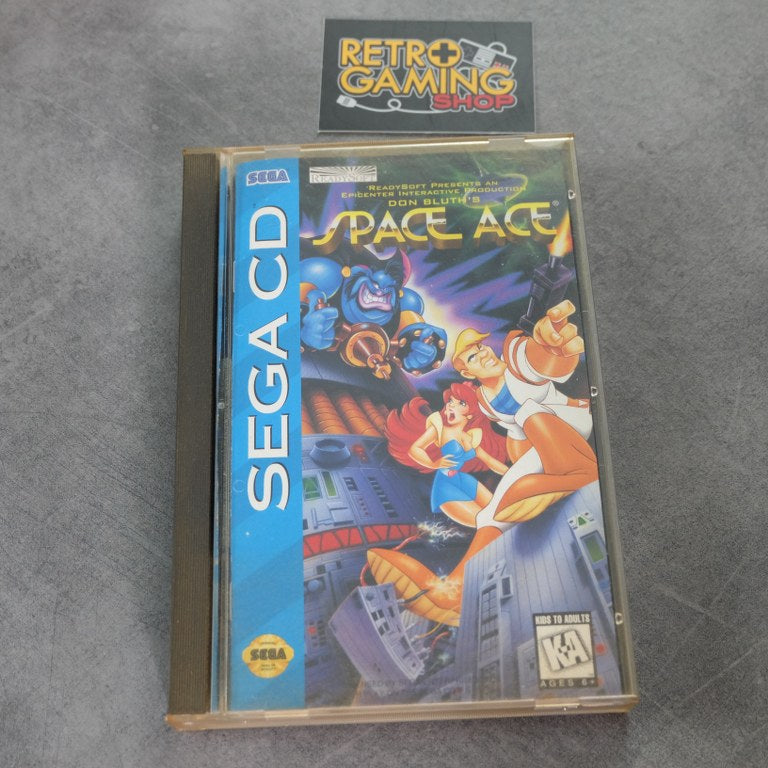 RETRO
GAMING
SHOP
SEGA
READYSOFT
READYSOFT PRESENTS AN
EPICENTER INTERACTIVE PRODUCTION
DON BLUTH'S
SPACE ACE®
SEGA CD
KIDS TO ADULTS
KA
AGES 6+
SEGA